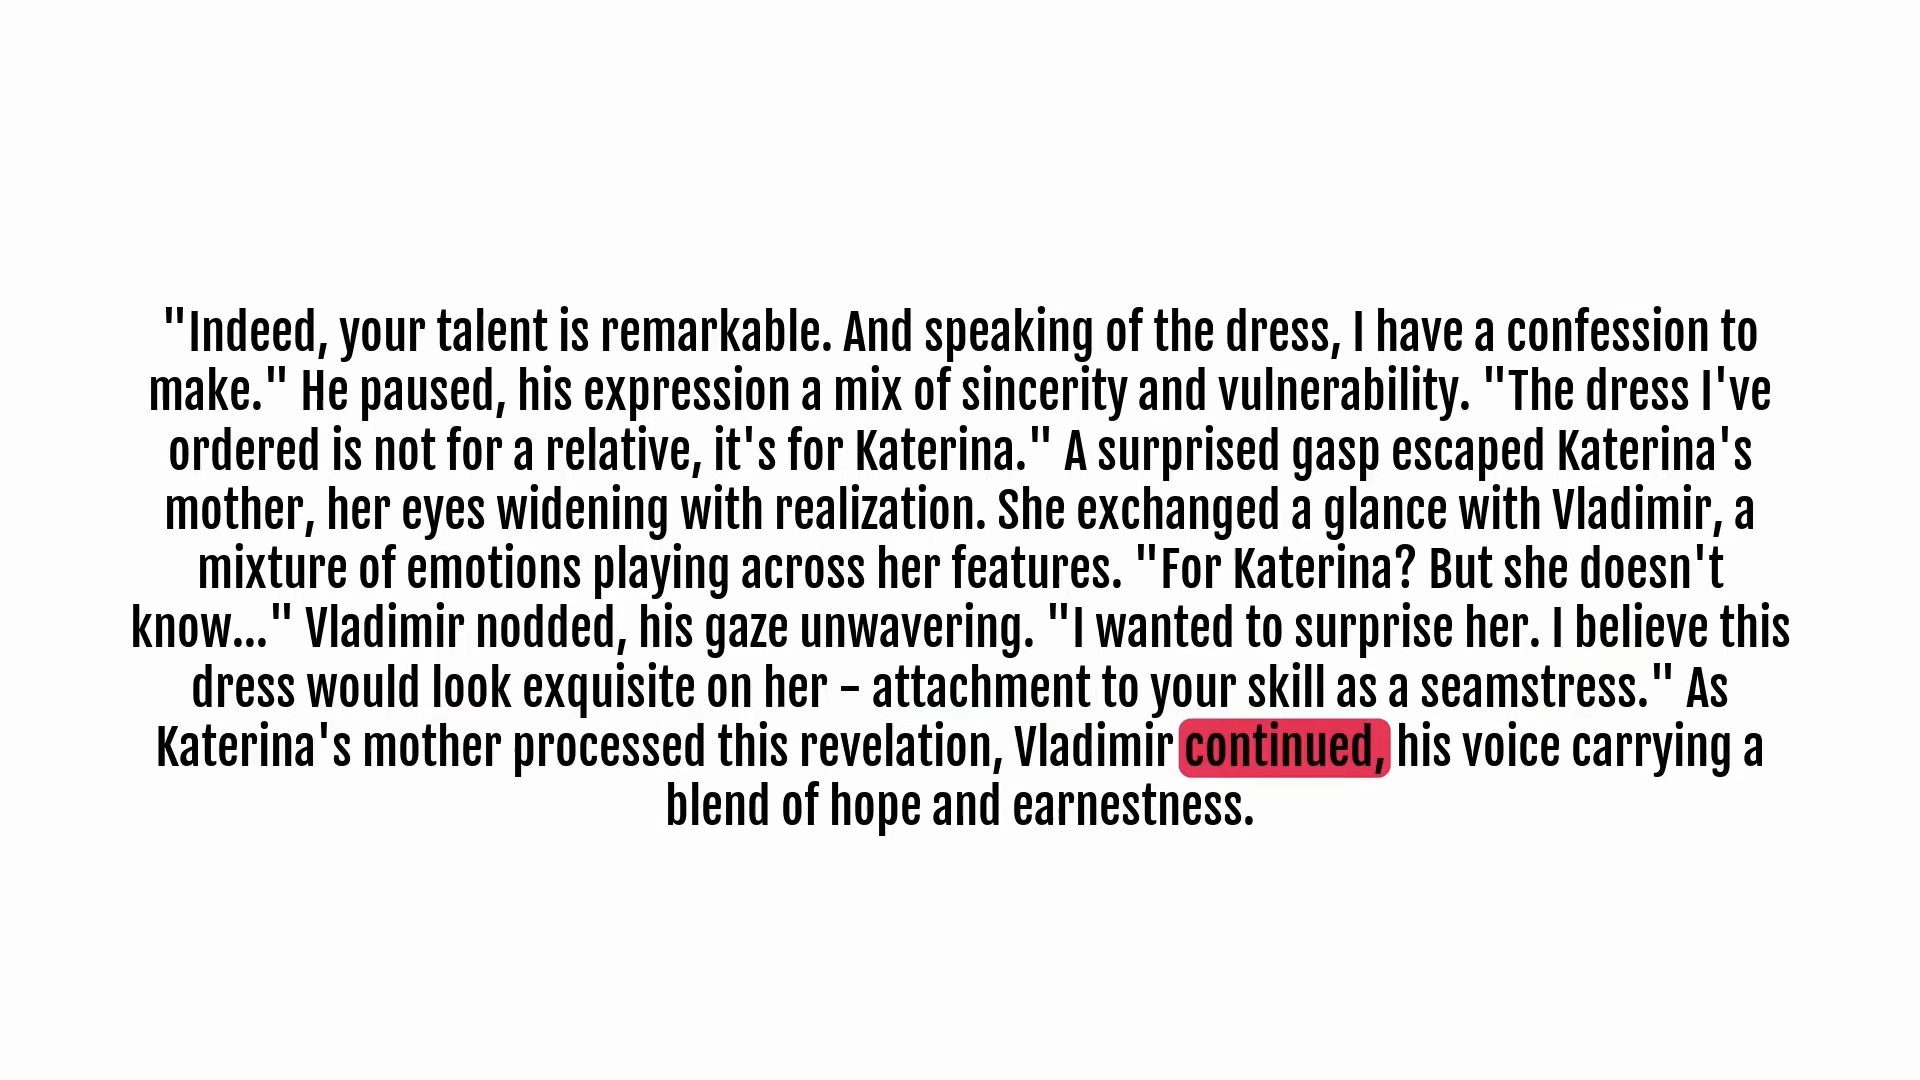 "Indeed, your talent is remarkable. And speaking of the dress, I have a confession to
make." He paused, his expression a mix of sincerity and vulnerability. "The dress I've
ordered is not for a relative, it's for Katerina." A surprised gasp escaped Katerina's
mother, her eyes widening with realization. She exchanged a glance with Vladimir, a
mixture of emotions playing across her features. "For Katerina? But she doesn't
know..." Vladimir nodded, his gaze unwavering. "I wanted to surprise her. I believe this
dress would look exquisite on her – attachment to your skill as a seamstress." As
Katerina's mother processed this revelation, Vladimir continued, his voice carrying a
blend of hope and earnestness.